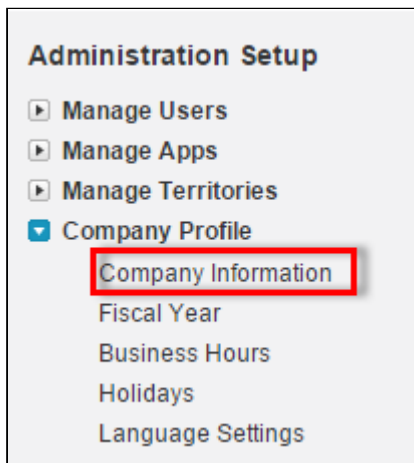 Administration Setup
Manage Users
Manage Apps
Manage Territories
Company Profile
Company Information
Fiscal Year
Business Hours
Holidays
Language Settings